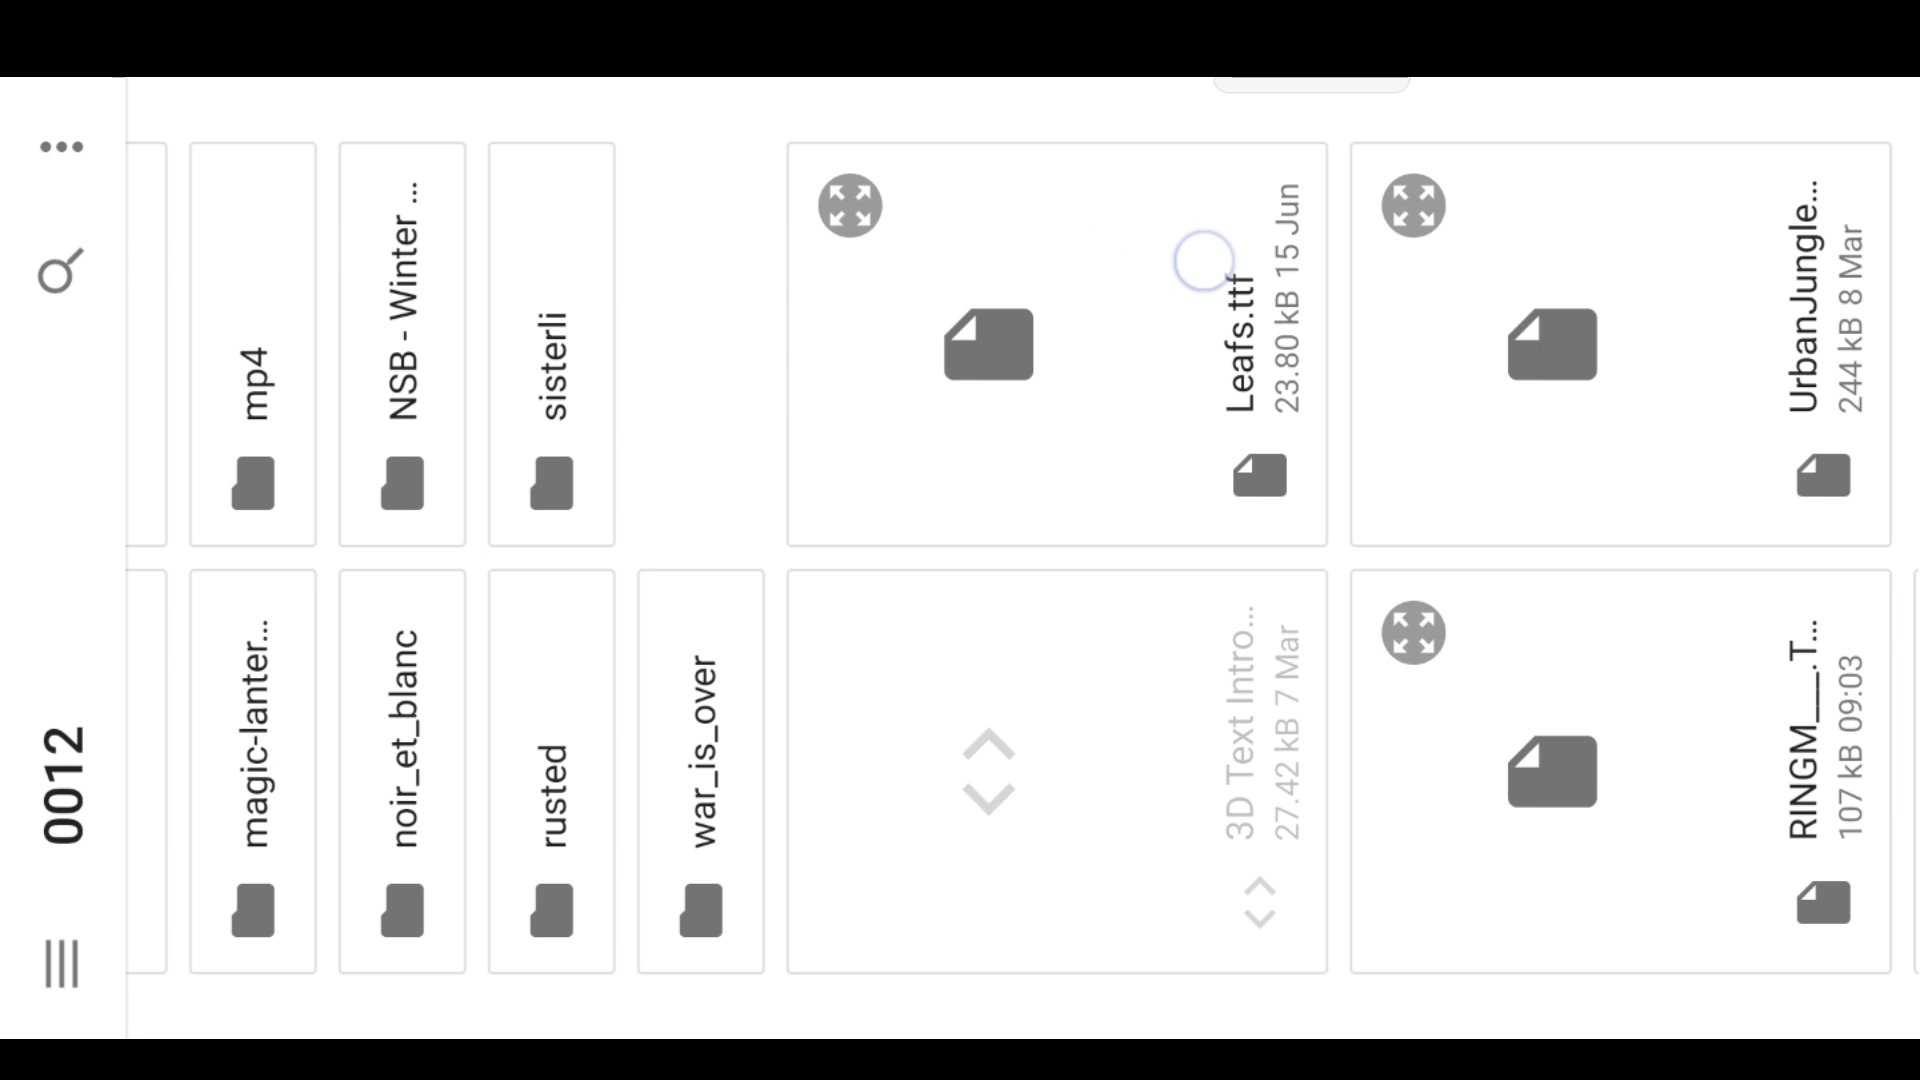 0012
magic-lanter...
mp4
noir_et_blanc
NSB - Winter ...
rusted
sisterli
war_is_over
3D Text Intro...
27.42 kB 7 Mar
Leafs.ttf
23.80 kB 15 Jun
RINGM___.T...
107 kB 09:03
UrbanJungle...
244 kB 8 Mar